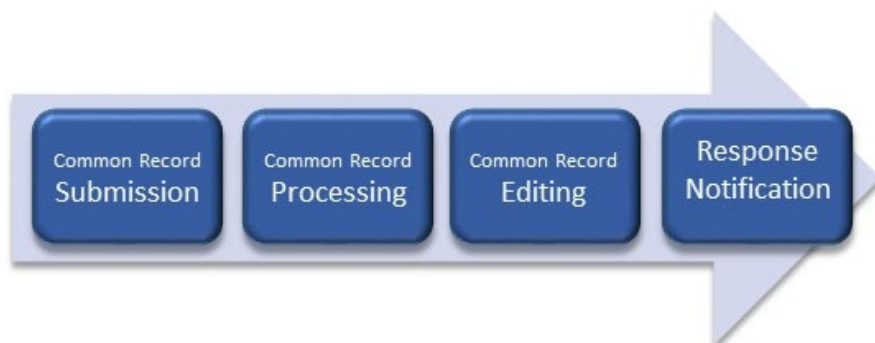 Common Record
Submission
Common Record
Processing
Common Record
Editing
Response
Notification